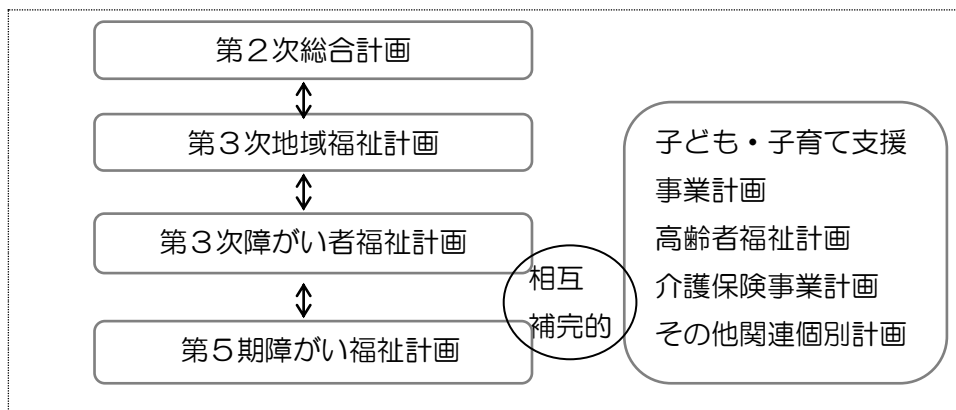 第２次総合計画
第３次地域福祉計画
第３次障がい者福祉計画
第５期障がい福祉計画
相互
補完的
子ども・子育て支援
事業計画
高齢者福祉計画
介護保険事業計画
その他関連個別計画